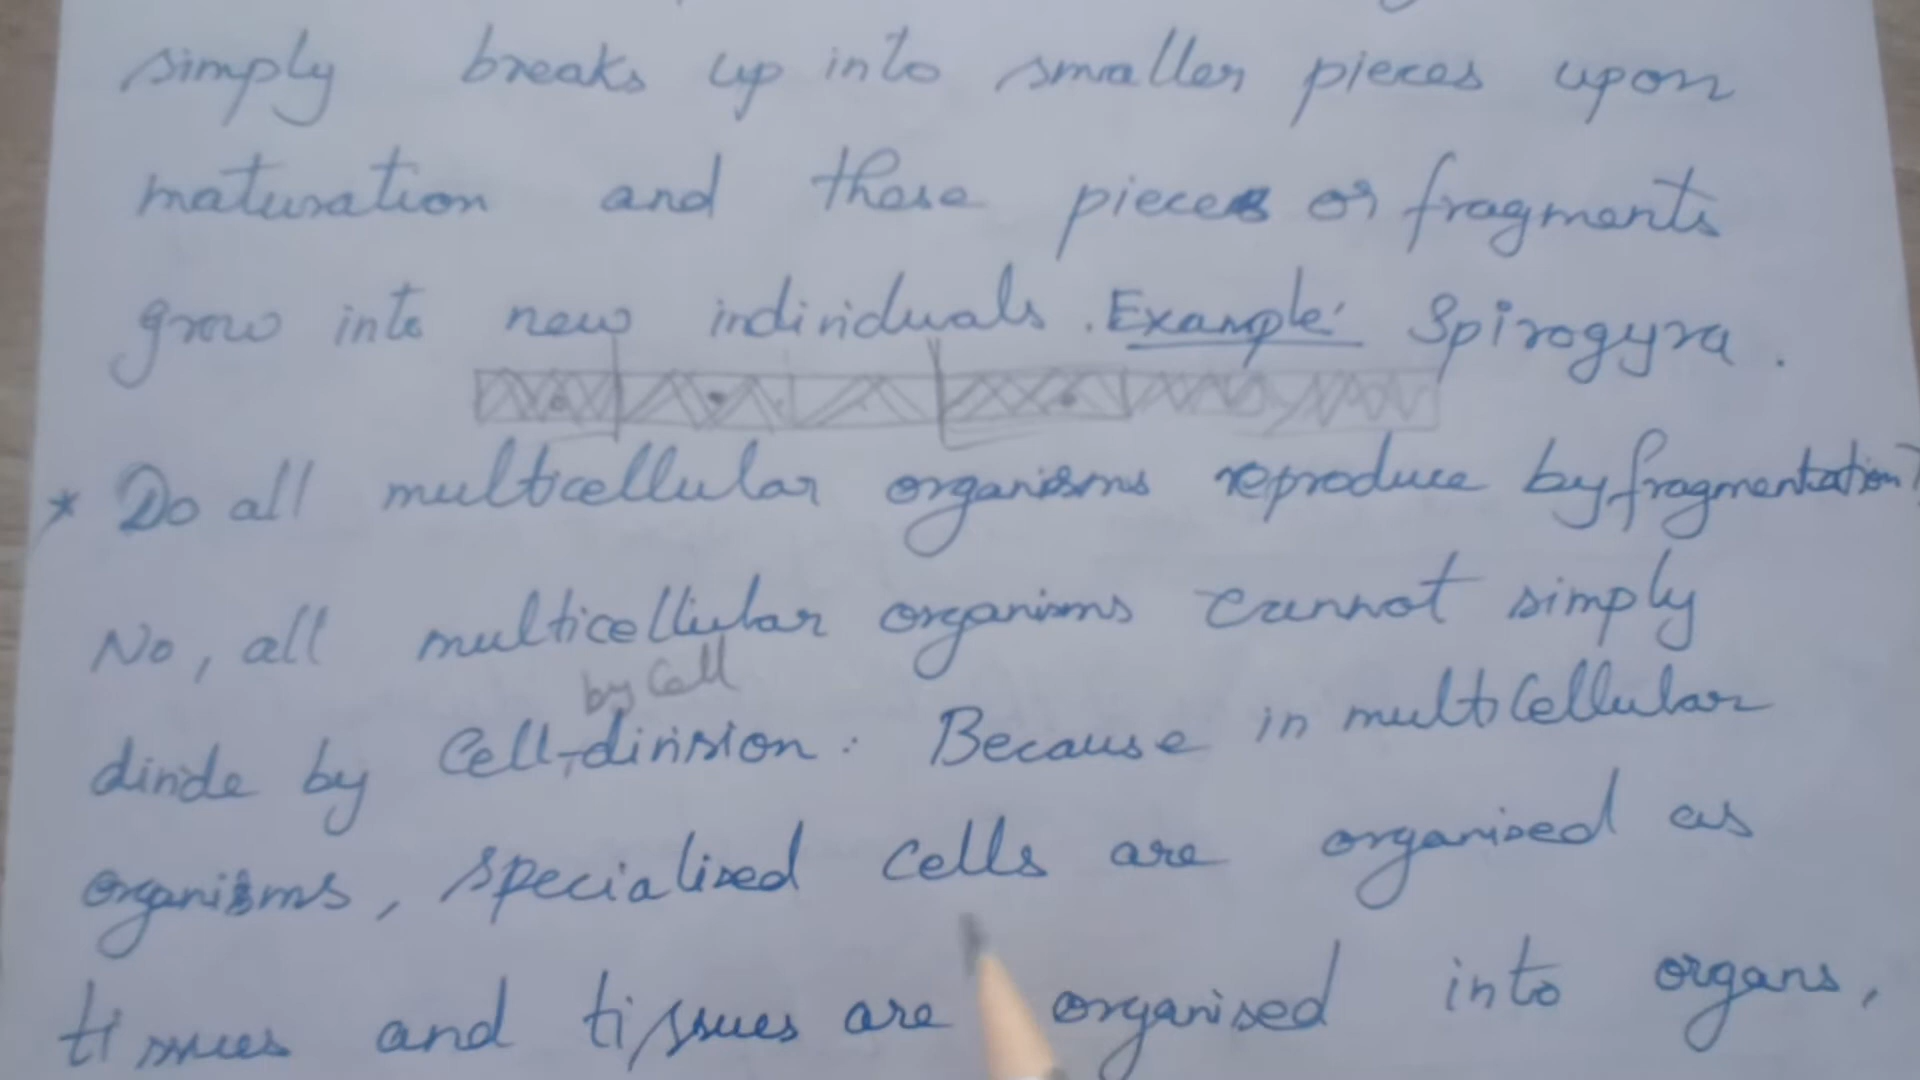 simply breaks up into smaller pieces upon
maturation and these pieces or fragments
grow into new individuals. Example: Spirogyra.
* Do all multicellular organisms reproduce by fragmentation?
No, all multicellular organisms cannot simply
by Cell
divide by Cell-division. Because in multicellular
organisms, specialised cells are organised as
tissues and tissues are organised into organs,